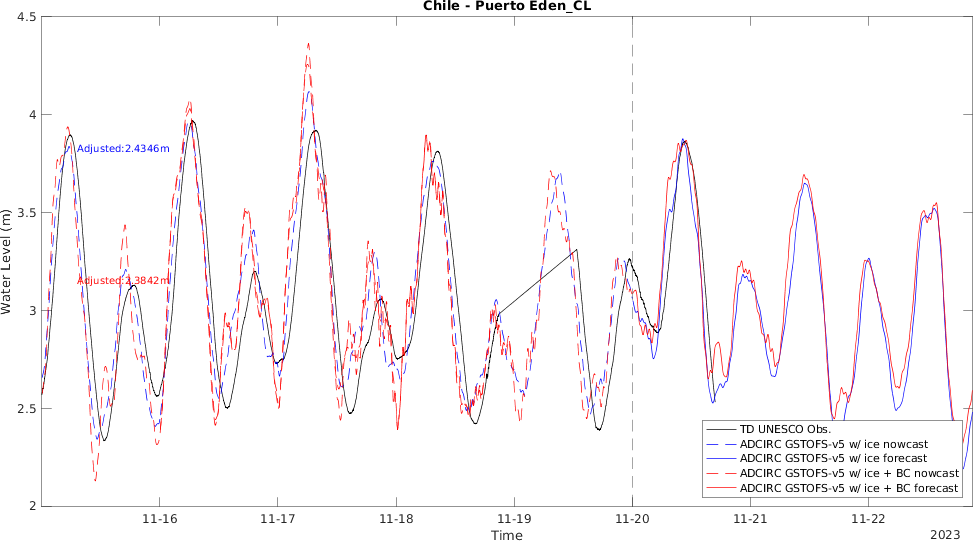 Chile - Puerto Eden_CL
4.5
4
3.5
3
2.5
2
Water Level (m)
Adjusted:2.4346m
Adjusted:2.3842m
TD UNESCO Obs.
ADCIRC GSTOFS-v5 w/ ice nowcast
ADCIRC GSTOFS-v5 w/ ice forecast
ADCIRC GSTOFS-v5 w/ ice + BC nowcast
ADCIRC GSTOFS-v5 w/ ice + BC forecast
11-16
11-17
11-18
11-19
11-20
11-21
11-22
Time
2023